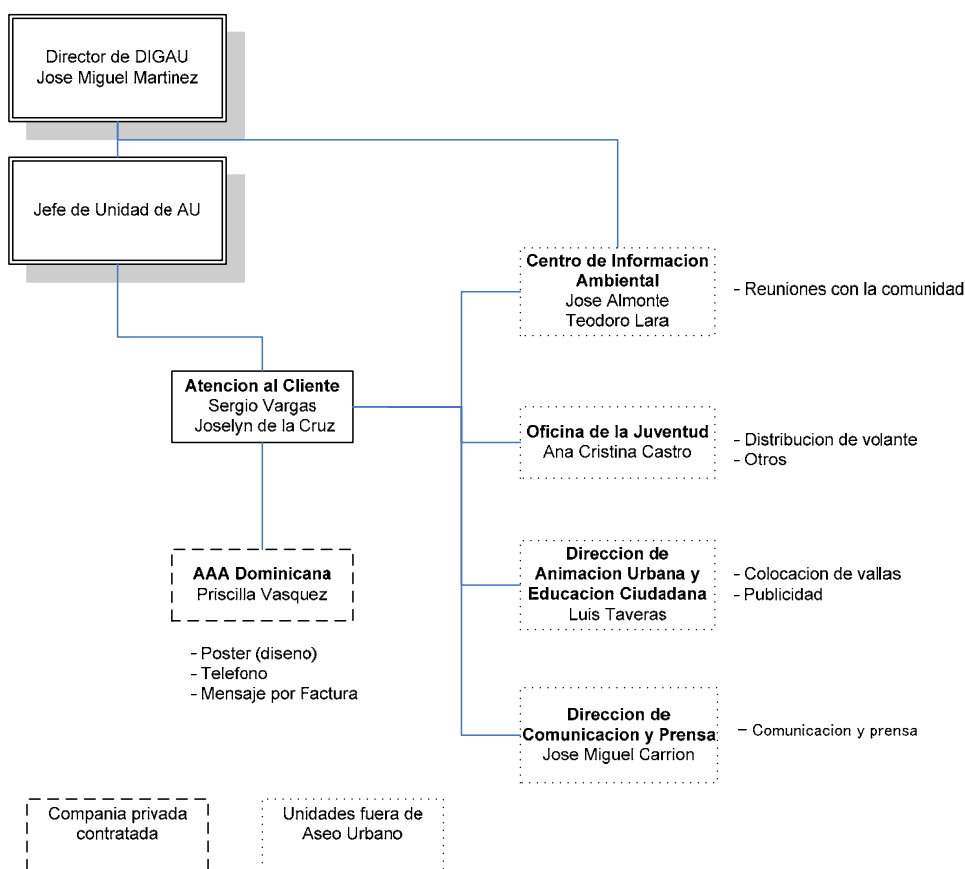 Director de DIGAU
Jose Miguel Martinez
Jefe de Unidad de AU
Centro de Informacion
Ambiental
Jose Almonte
Teodoro Lara
- Reuniones con la comunidad
Atencion al Cliente
Sergio Vargas
Joselyn de la Cruz
Oficina de la Juventud
Ana Cristina Castro
- Distribucion de volante
- Otros
AAA Dominicana
Priscilla Vasquez
- Poster (diseno)
- Telefono
- Mensaje por Factura
Direccion de
Animacion Urbana y
Educacion Ciudadana
Luis Taveras
- Colocacion de vallas
- Publicidad
Direccion de
Comunicacion y Prensa
Jose Miguel Carrion
- Comunicacion y prensa
Compania privada
contratada
Unidades fuera de
Aseo Urbano